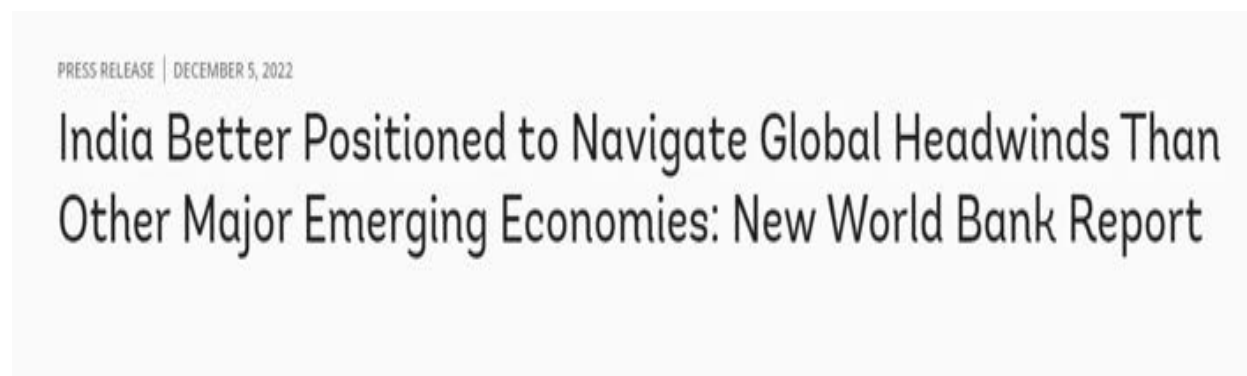 PRESS RELEASE | DECEMBER 5, 2022
India Better Positioned to Navigate Global Headwinds Than
Other Major Emerging Economies: New World Bank Report